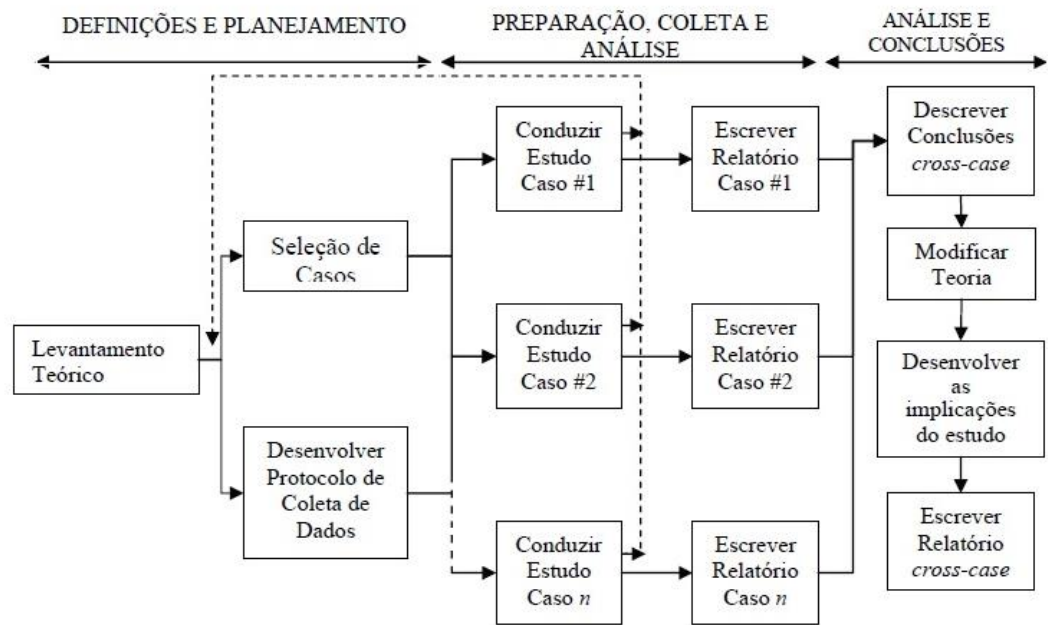 DEFINIÇÕES E PLANEJAMENTO
PREPARAÇÃO, COLETA E
ANÁLISE
ANÁLISE E
CONCLUSÕES
Levantamento
Teórico
Seleção de
Casos
Desenvolver
Protocolo de
Coleta de
Dados
Conduzir
Estudo
Caso #1
Escrever
Relatório
Caso #1
Conduzir
Estudo
Caso #2
Escrever
Relatório
Caso #2
Conduzir
Estudo
Caso n
Escrever
Relatório
Caso n
Descrever
Conclusões
cross-case
Modificar
Teoria
Desenvolver
as
implicações
do estudo
Escrever
Relatório
cross-case